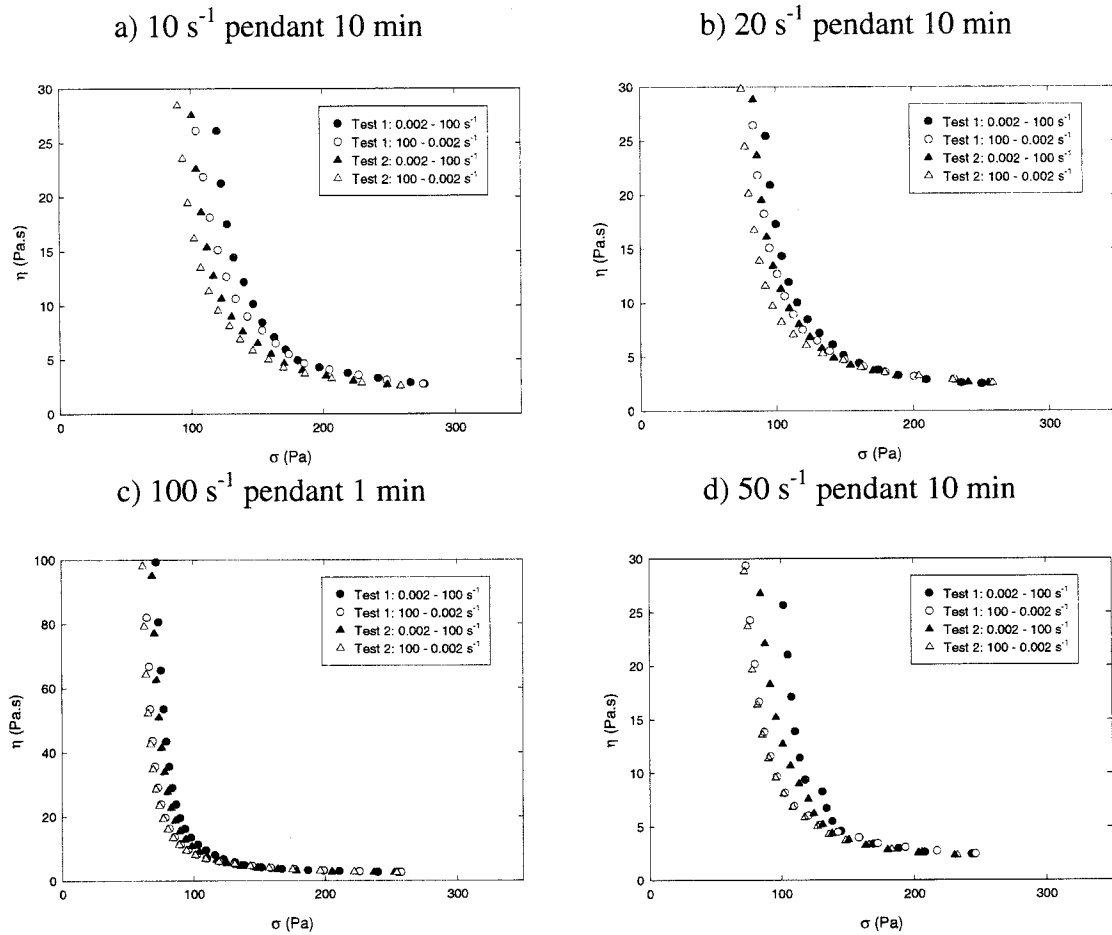 a) 10 s⁻¹ pendant 10 min
30
25
20
15
10
5
0
η (Pa.s)
0 100 200 300
σ (Pa)
Test 1: 0.002 - 100 s⁻¹
Test 1: 100 - 0.002 s⁻¹
Test 2: 0.002 - 100 s⁻¹
Test 2: 100 - 0.002 s⁻¹
b) 20 s⁻¹ pendant 10 min
30
25
20
15
10
5
0
η (Pa.s)
0 100 200 300
σ (Pa)
Test 1: 0.002 - 100 s⁻¹
Test 1: 100 - 0.002 s⁻¹
Test 2: 0.002 - 100 s⁻¹
Test 2: 100 - 0.002 s⁻¹
c) 100 s⁻¹ pendant 1 min
100
80
60
40
20
0
η (Pa.s)
0 100 200 300
σ (Pa)
Test 1: 0.002 - 100 s⁻¹
Test 1: 100 - 0.002 s⁻¹
Test 2: 0.002 - 100 s⁻¹
Test 2: 100 - 0.002 s⁻¹
d) 50 s⁻¹ pendant 10 min
30
25
20
15
10
5
0
η (Pa.s)
0 100 200 300
σ (Pa)
Test 1: 0.002 - 100 s⁻¹
Test 1: 100 - 0.002 s⁻¹
Test 2: 0.002 - 100 s⁻¹
Test 2: 100 - 0.002 s⁻¹